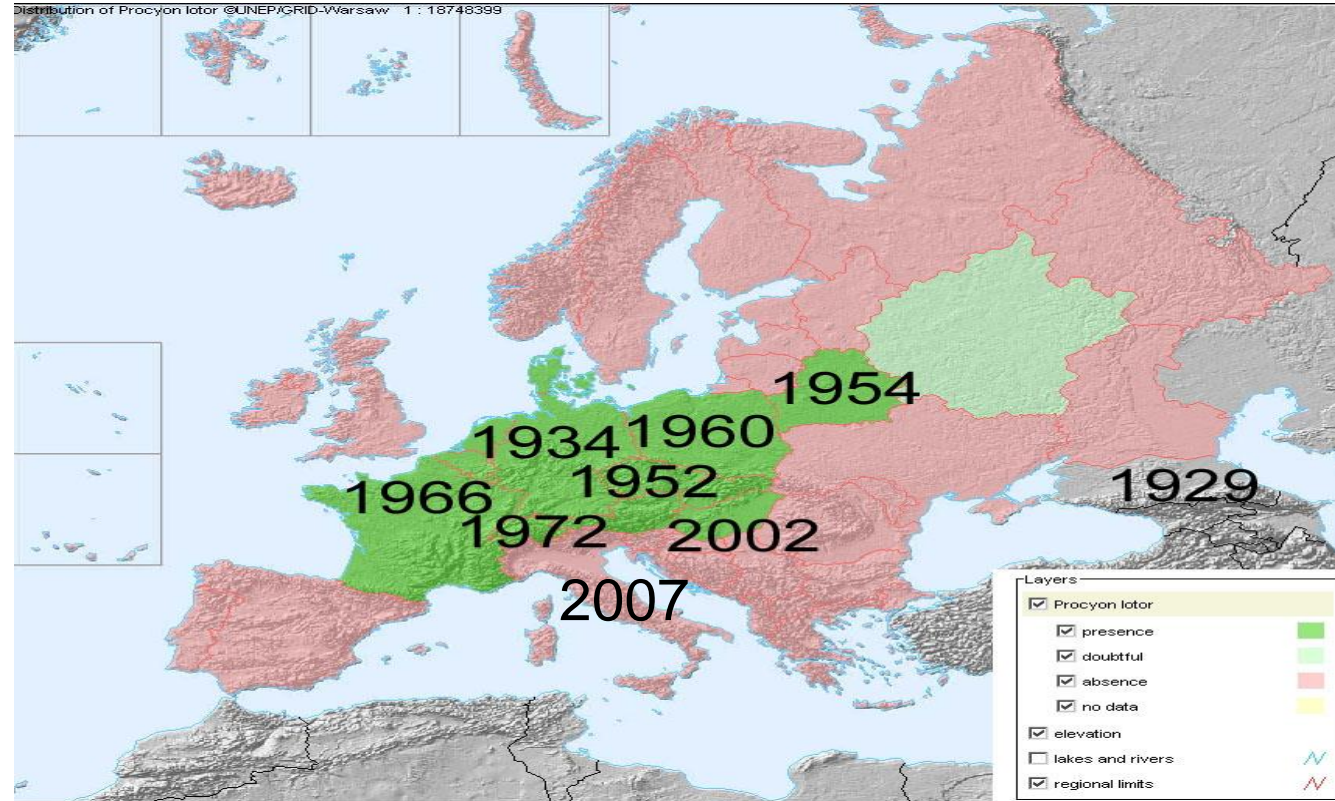 Distribution of Procyon lotor ©UNEP/GRID-Warsaw 1 : 18748399
1954
1934
1960
1952
1966
1929
1972
2002
2007
Layers
Procyon lotor
presence
doubtful
absence
no data
elevation
lakes and rivers
regional limits